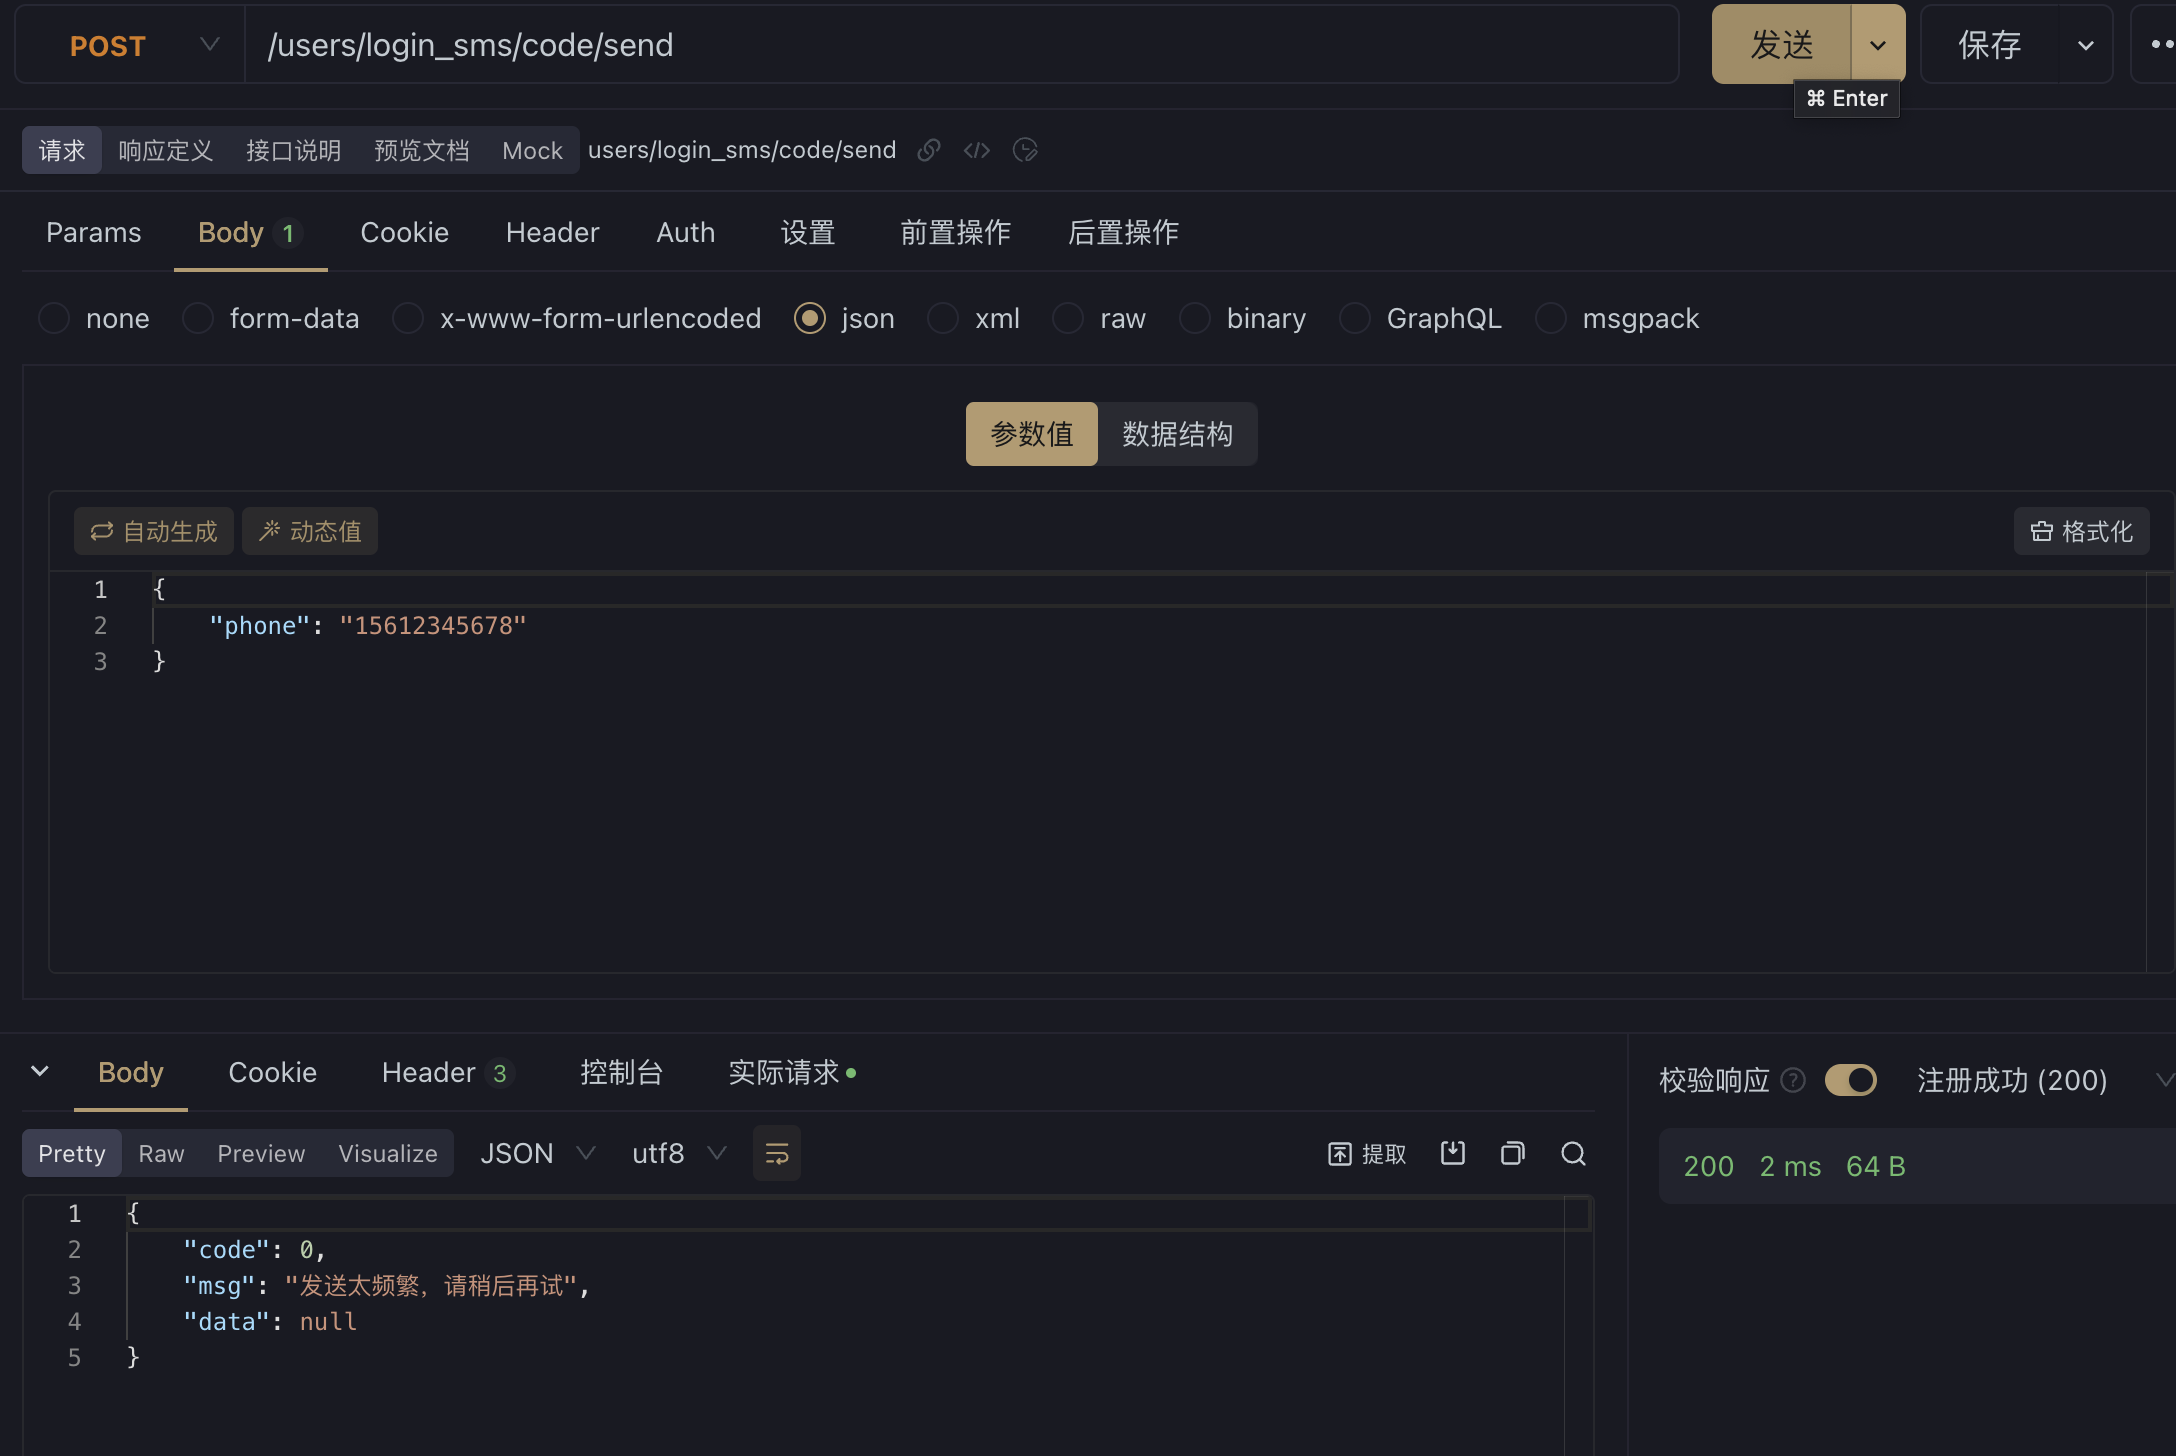 POST /users/login_sms/code/send 发送 保存
⌘ Enter
请求 响应定义 接口说明 预览文档 Mock users/login_sms/code/send
Params Body 1 Cookie Header Auth 设置 前置操作 后置操作
none form-data x-www-form-urlencoded json xml raw binary GraphQL msgpack
参数值 数据结构
自动生成 动态值 格式化
1 {
2 "phone": "15612345678"
3 }
Body Cookie Header 3 控制台 实际请求 校验响应 ? 注册成功 (200)
Pretty Raw Preview Visualize JSON utf8 提取 200 2 ms 64 B
1 {
2 "code": 0,
3 "msg": "发送太频繁，请稍后再试",
4 "data": null
5 }